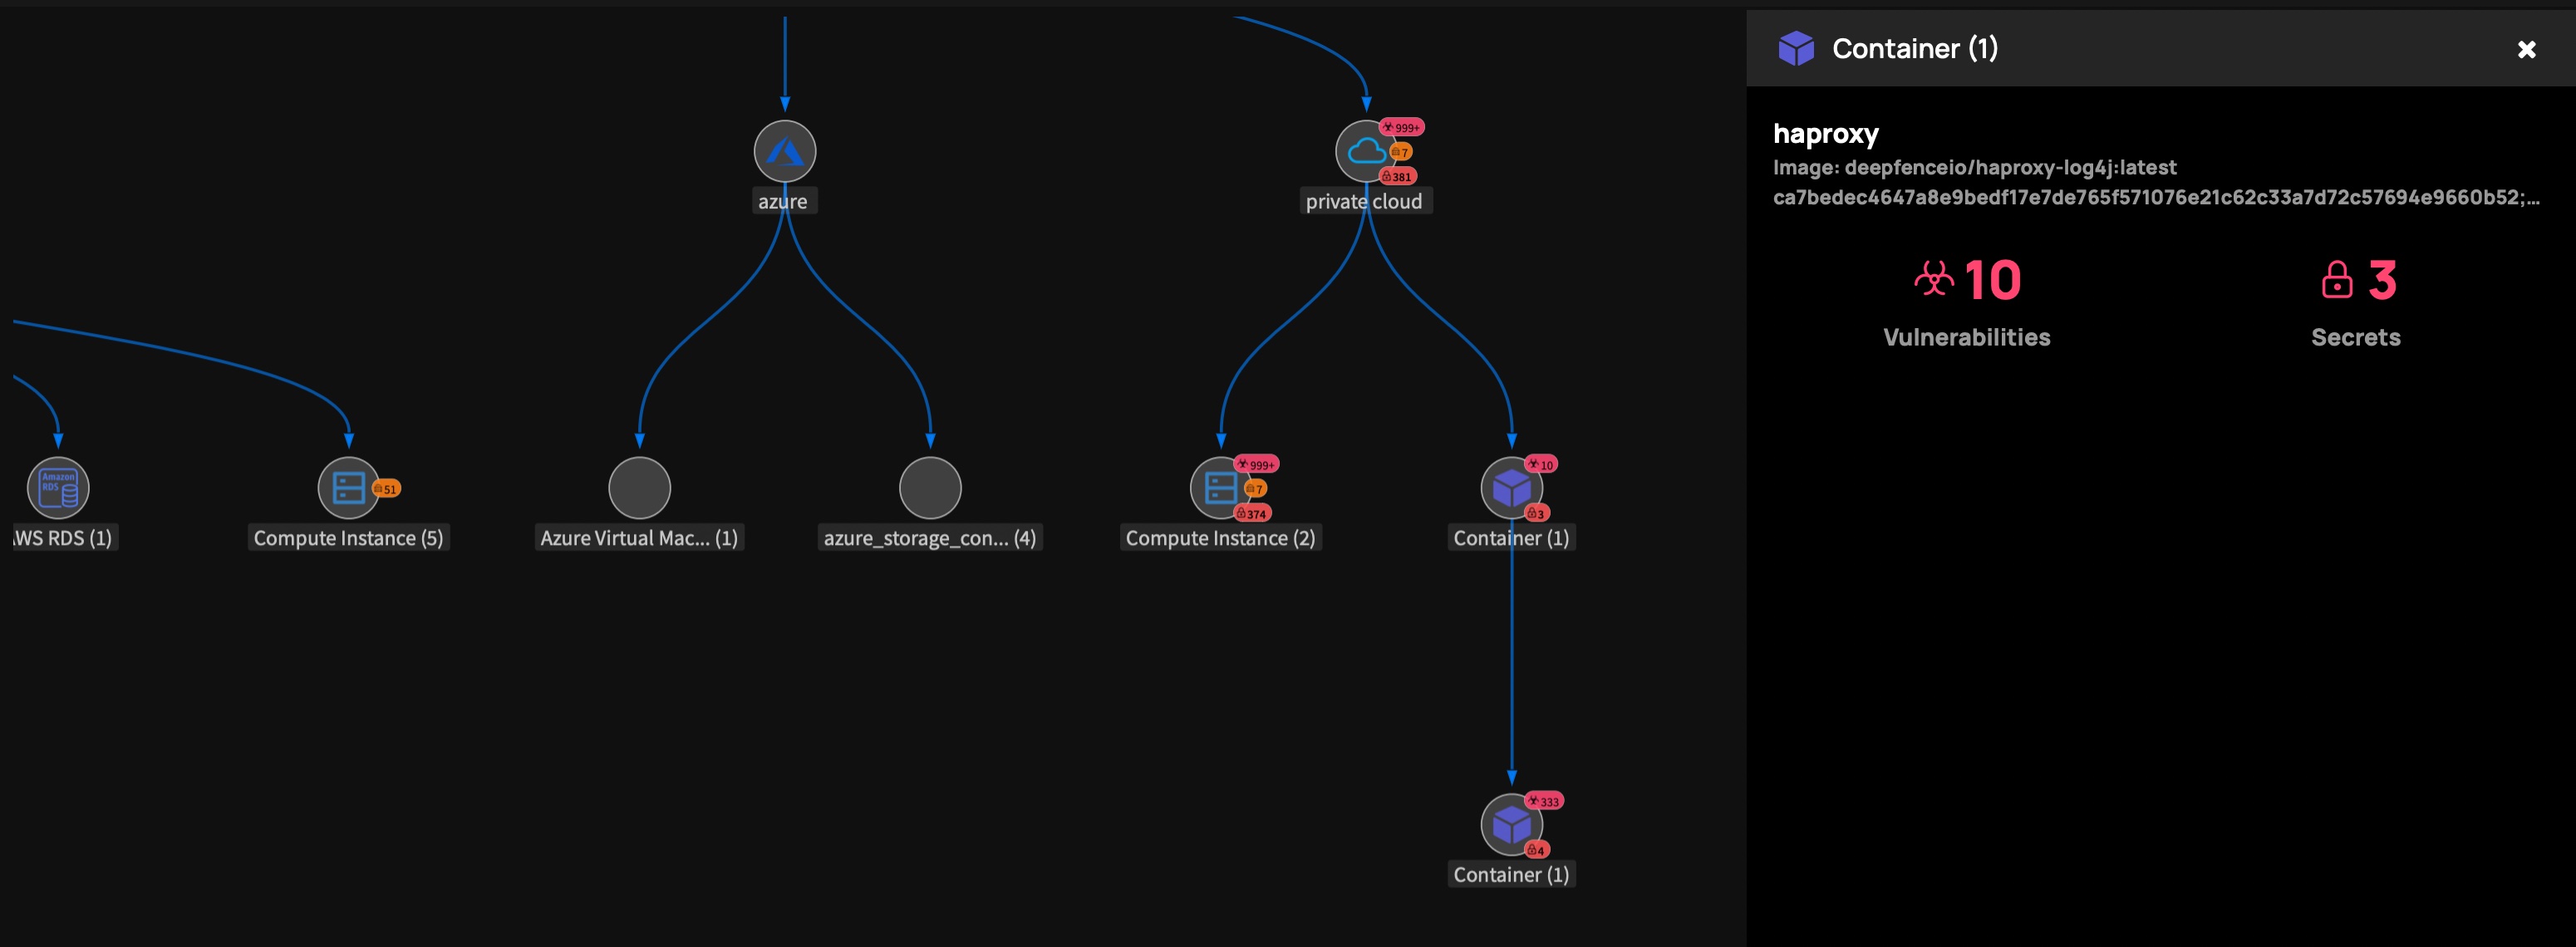 Container (1)
haproxy
Image: deepfenceio/haproxy-log4j:latest
ca7bedec4647a8e9bedf17e7de765f571076e21c62c33a7d72c57694e9660b52;...
10
Vulnerabilities
3
Secrets
azure
999+
7
381
private cloud
Amazon
RDS
WS RDS (1)
51
Compute Instance (5)
Azure Virtual Mac... (1)
azure_storage_con... (4)
999+
7
374
Compute Instance (2)
10
3
Container (1)
333
4
Container (1)